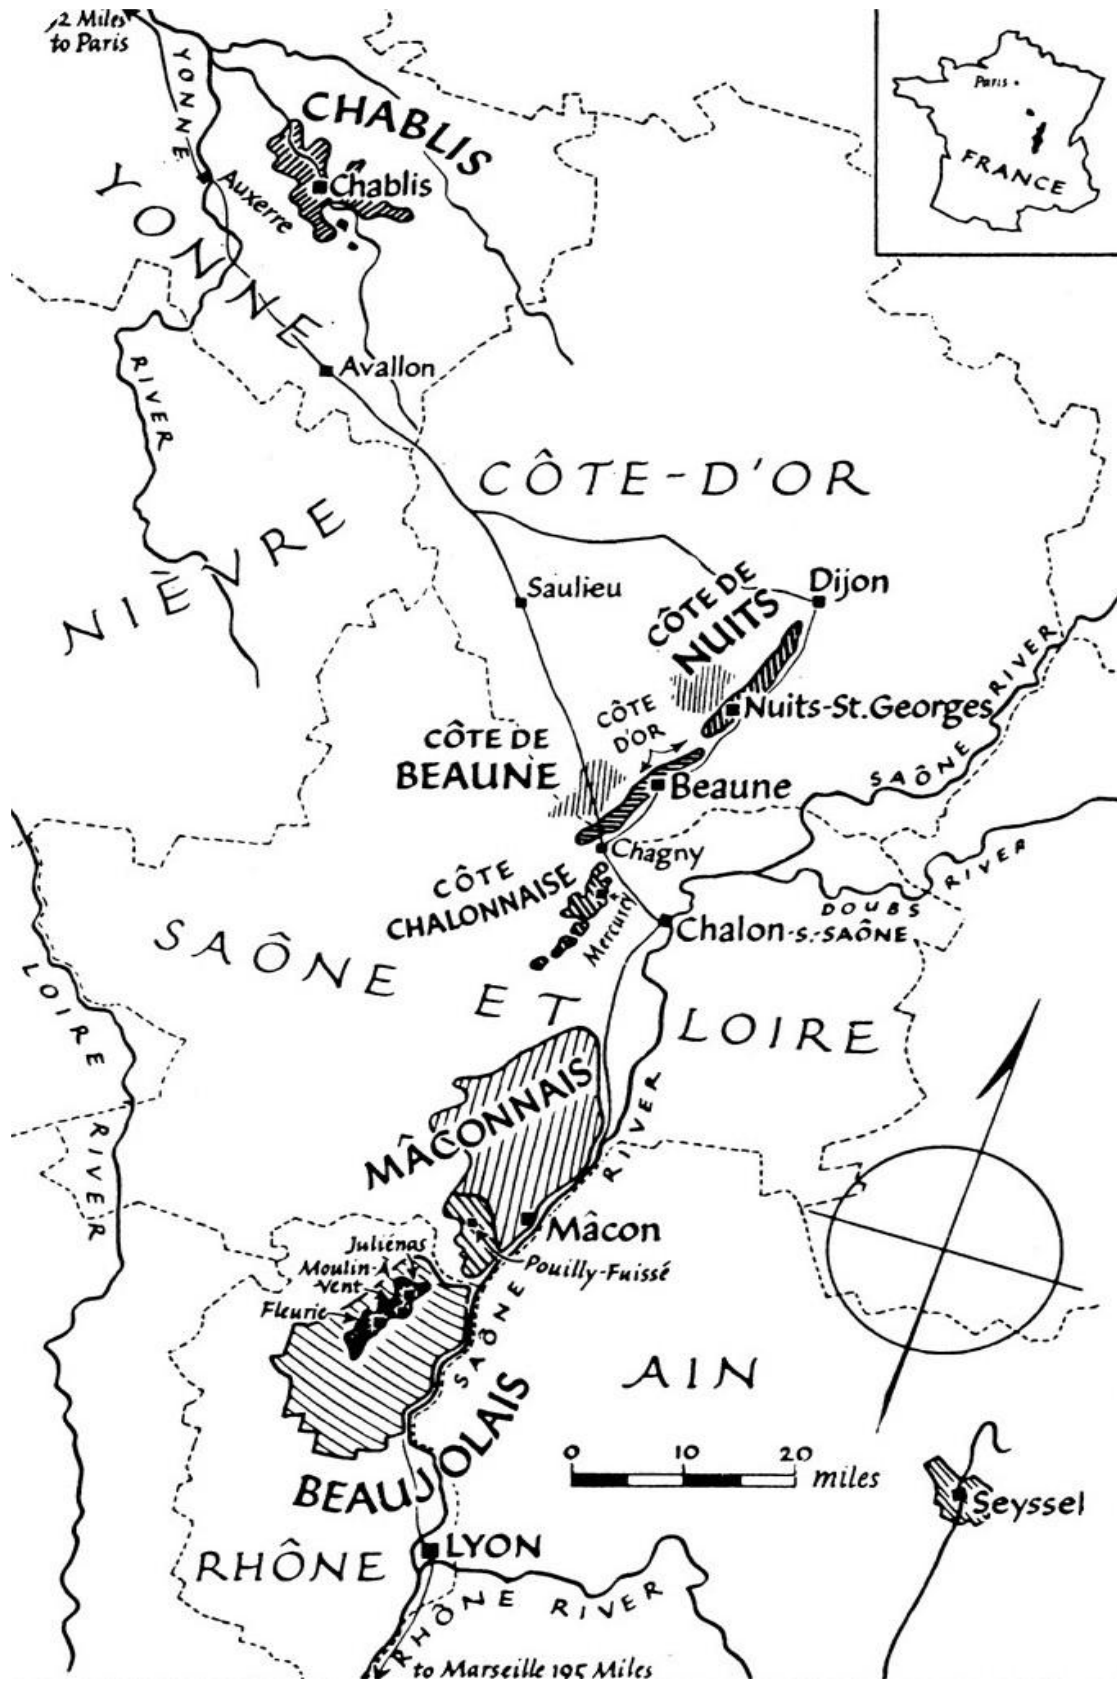 2 Miles
to Paris
YONNE
CHABLIS
Chablis
Auxerre
YONNE
Paris
FRANCE
RIVER
Avallon
CÔTE-D'OR
NIEVRE
Saulieu
CÔTE DE
NUITS
Dijon
Nuits-St.Georges
CÔTE
D'OR
RIVER
SAÔNE
CÔTE DE
BEAUNE
Beaune
Chagny
CÔTE
CHALONNAISE
Mercurey
RIVER
DOUBS
Chalon-s.-SAÔNE
SAÔNE ET LOIRE
LOIRE
RIVER
MÂCONNAIS
RIVER
Mâcon
Pouilly-Fuissé
Juliénas
Moulin-À-
Vent
Fleurie
SAÔNE
AIN
BEAUJOLAIS
0 10 20
miles
Seyssel
LYON
RHÔNE
RHÔNE RIVER
to Marseille 195 Miles